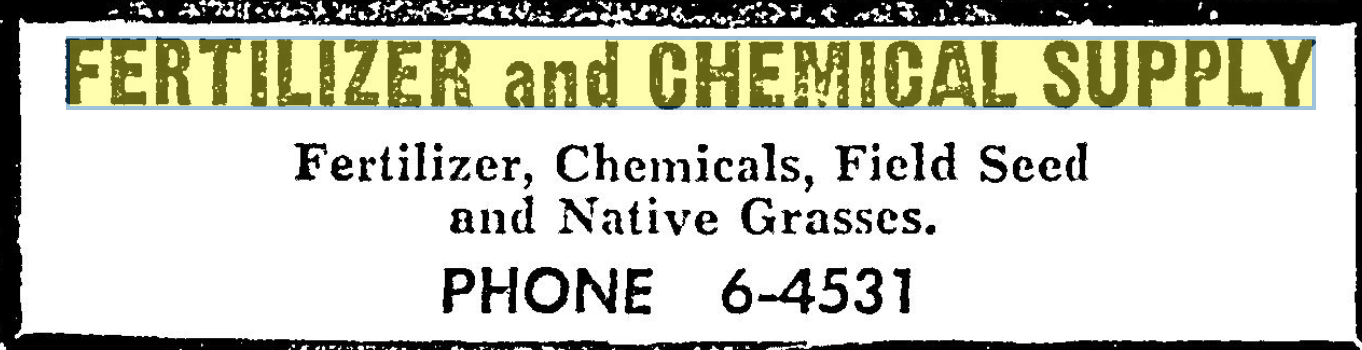 FERTILIZER and CHEMICAL SUPPLY
Fertilizer, Chemicals, Field Seed
and Native Grasses.
PHONE 6-4531